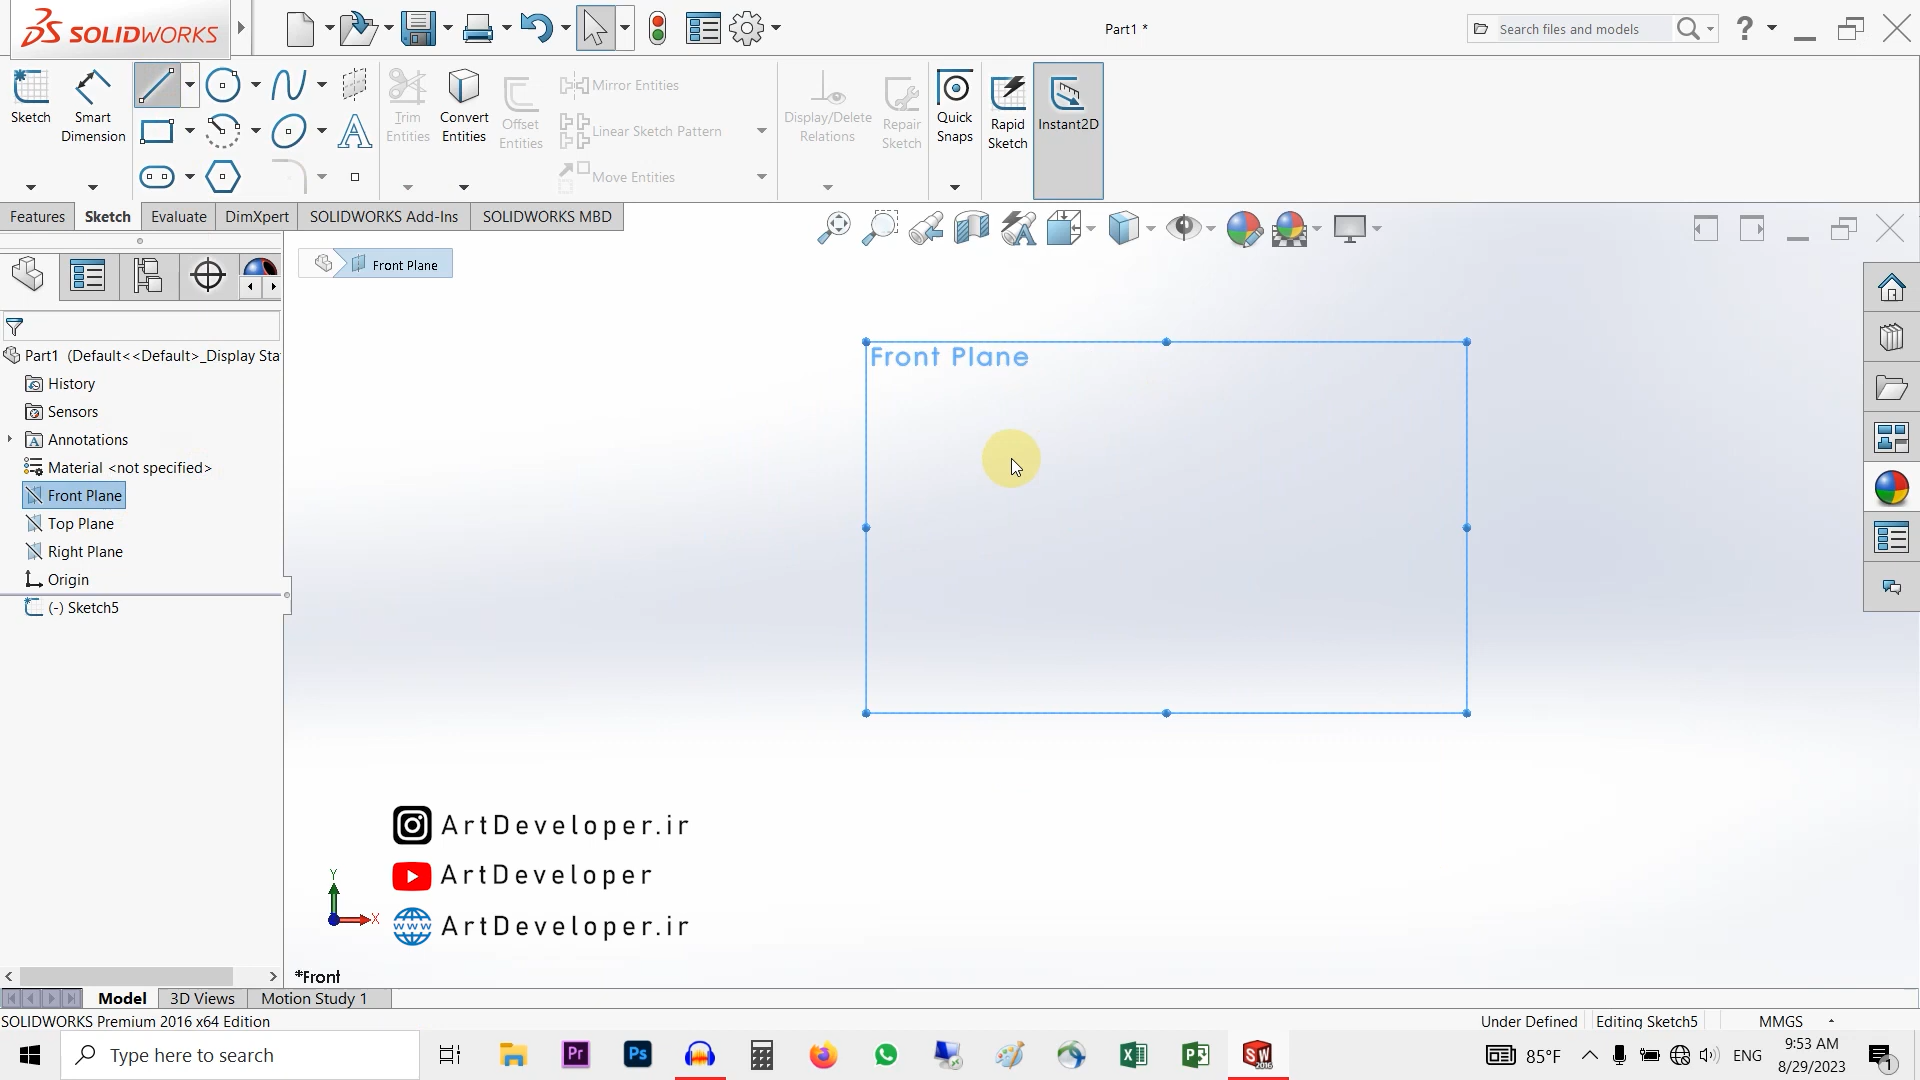 SOLIDWORKS
Part1 *
Search files and models
Sketch
Smart Dimension
Trim Entities
Convert Entities
Offset Entities
Mirror Entities
Linear Sketch Pattern
Move Entities
Display/Delete Relations
Repair Sketch
Quick Snaps
Rapid Sketch
Instant2D
Features
Sketch
Evaluate
DimXpert
SOLIDWORKS Add-Ins
SOLIDWORKS MBD
Front Plane
Part1 (Default<<Default>_Display Sta
History
Sensors
Annotations
Material <not specified>
Front Plane
Top Plane
Right Plane
Origin
(-) Sketch5
Front Plane
ArtDeveloper.ir
ArtDeveloper
www ArtDeveloper.ir
Y
X
*Front
Model
3D Views
Motion Study 1
SOLIDWORKS Premium 2016 x64 Edition
Under Defined
Editing Sketch5
MMGS
Type here to search
85°F
ENG
9:53 AM
8/29/2023
1